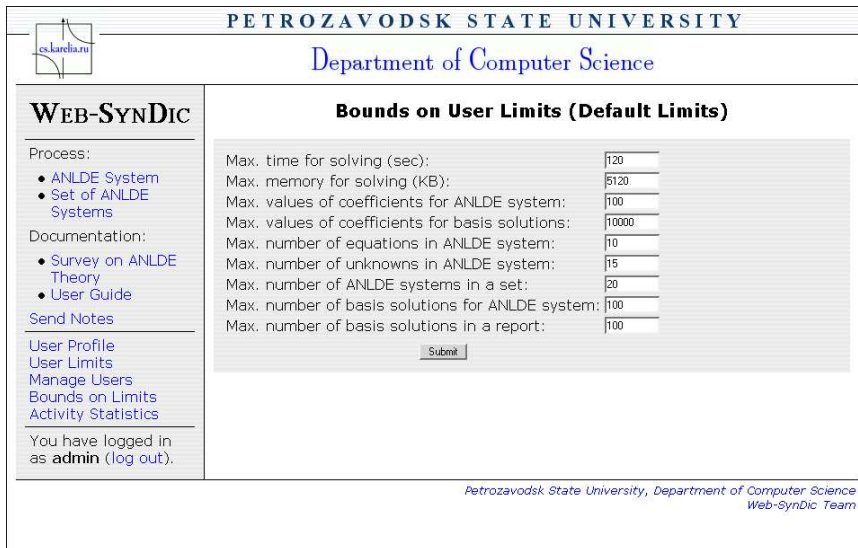 PETROZAVODSK STATE UNIVERSITY
cs.karelia.ru
Department of Computer Science
WEB-SYNDIC
Process:
ANLDE System
Set of ANLDE
Systems
Documentation:
Survey on ANLDE
Theory
User Guide
Send Notes
User Profile
User Limits
Manage Users
Bounds on Limits
Activity Statistics
You have logged in
as admin (log out).
Bounds on User Limits (Default Limits)
Max. time for solving (sec): 120
Max. memory for solving (KB): 5120
Max. values of coefficients for ANLDE system: 100
Max. values of coefficients for basis solutions: 10000
Max. number of equations in ANLDE system: 10
Max. number of unknowns in ANLDE system: 15
Max. number of ANLDE systems in a set: 20
Max. number of basis solutions for ANLDE system: 100
Max. number of basis solutions in a report: 100
Submit
Petrozavodsk State University, Department of Computer Science
Web-SynDic Team